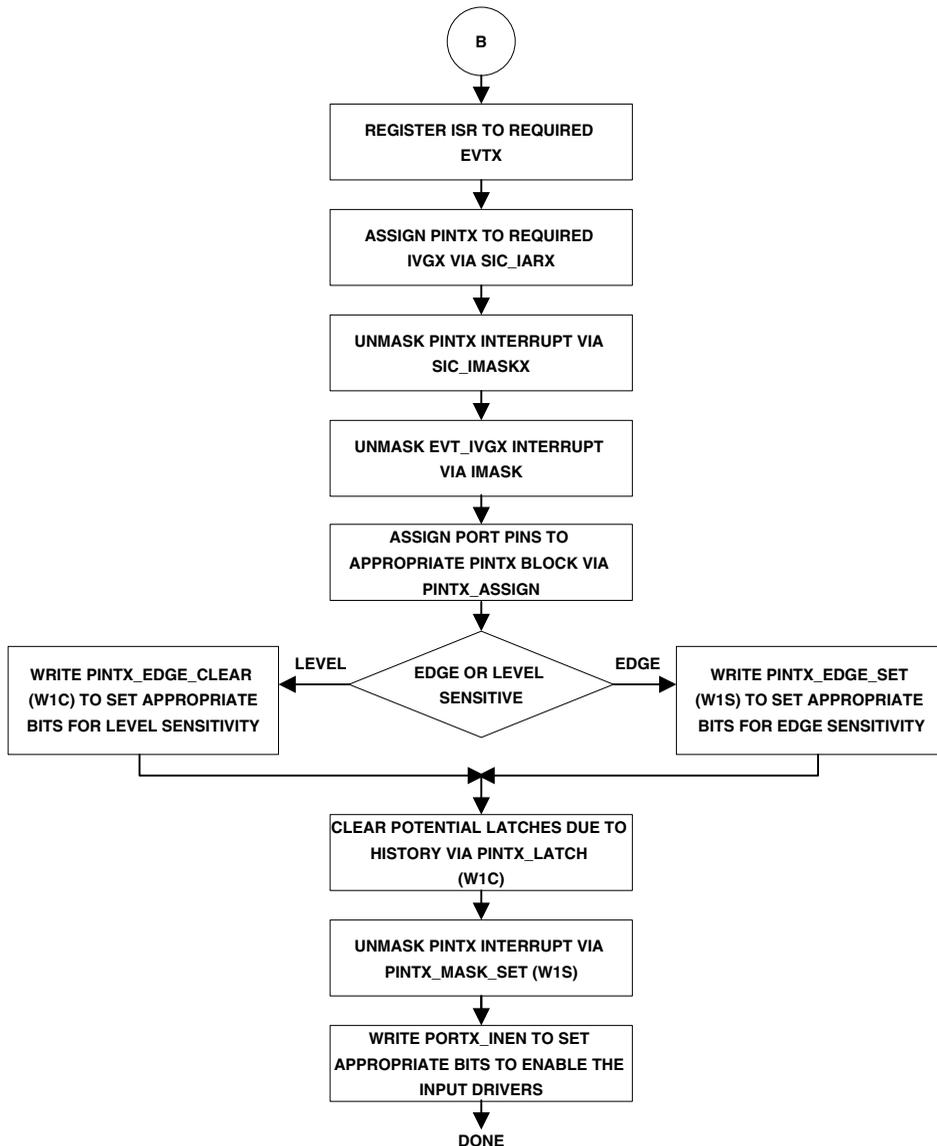 B
REGISTER ISR TO REQUIRED
EVTX
ASSIGN PINTX TO REQUIRED
IVGX VIA SIC_IARX
UNMASK PINTX INTERRUPT VIA
SIC_IMASKX
UNMASK EVT_IVGX INTERRUPT
VIA IMASK
ASSIGN PORT PINS TO
APPROPRIATE PINTX BLOCK VIA
PINTX_ASSIGN
EDGE OR LEVEL
SENSITIVE
LEVEL
WRITE PINTX_EDGE_CLEAR
(W1C) TO SET APPROPRIATE
BITS FOR LEVEL SENSITIVITY
EDGE
WRITE PINTX_EDGE_SET
(W1S) TO SET APPROPRIATE
BITS FOR EDGE SENSITIVITY
CLEAR POTENTIAL LATCHES DUE TO
HISTORY VIA PINTX_LATCH
(W1C)
UNMASK PINTX INTERRUPT VIA
PINTX_MASK_SET (W1S)
WRITE PORTX_INEN TO SET
APPROPRIATE BITS TO ENABLE THE
INPUT DRIVERS
DONE